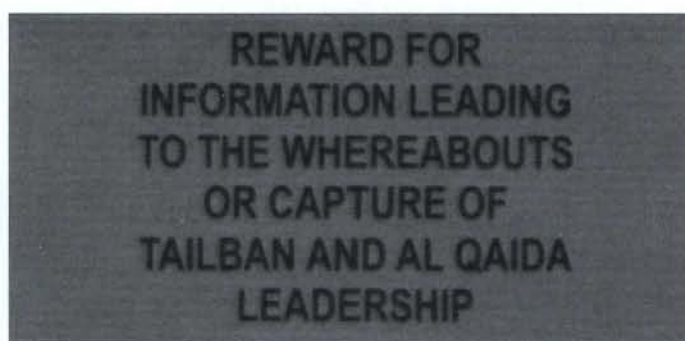 REWARD FOR
INFORMATION LEADING
TO THE WHEREABOUTS
OR CAPTURE OF
TAILBAN AND AL QAIDA
LEADERSHIP